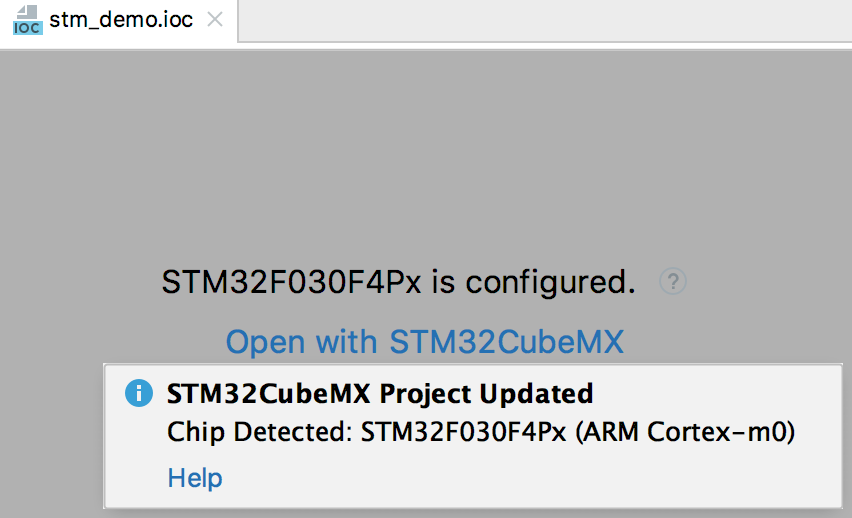 IOC stm_demo.ioc
STM32F030F4Px is configured. ?
Open with STM32CubeMX
STM32CubeMX Project Updated
Chip Detected: STM32F030F4Px (ARM Cortex-m0)
Help